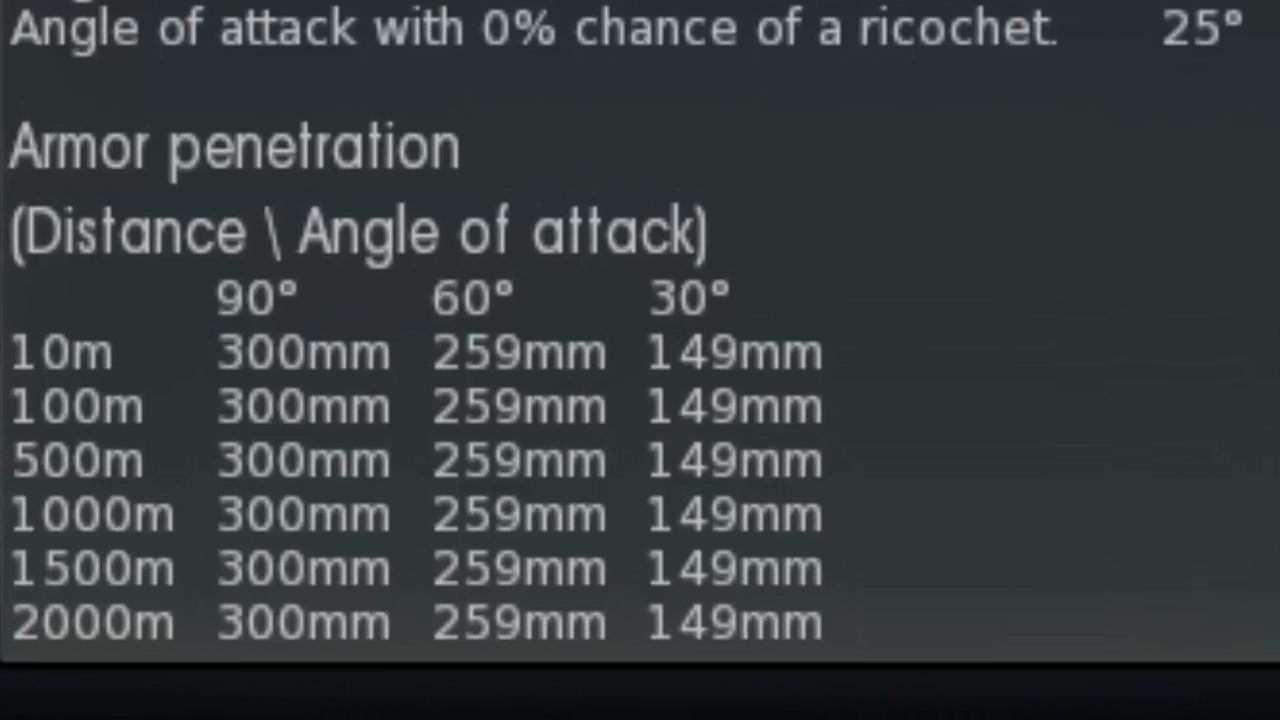 Angle of attack with 0% chance of a ricochet. 25°
Armor penetration
(Distance \ Angle of attack)
90° 60° 30°
10m 300mm 259mm 149mm
100m 300mm 259mm 149mm
500m 300mm 259mm 149mm
1000m 300mm 259mm 149mm
1500m 300mm 259mm 149mm
2000m 300mm 259mm 149mm